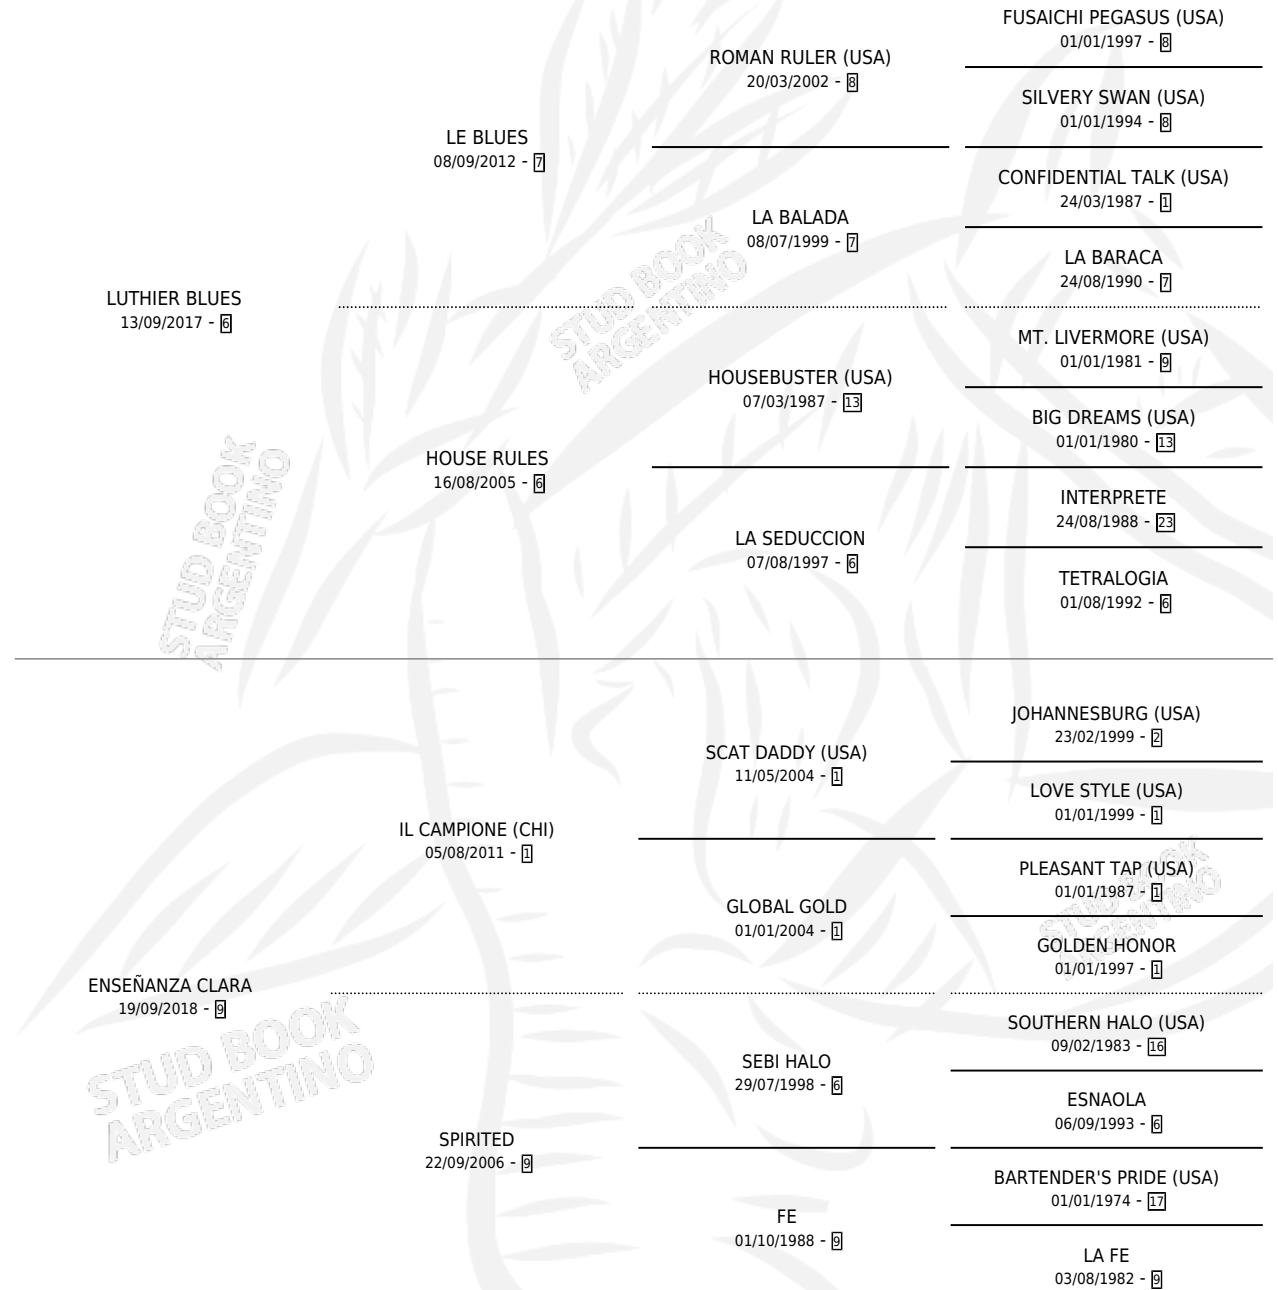 FUSAICHI PEGASUS (USA)
01/01/1997 - 8
ROMAN RULER (USA)
20/03/2002 - 8
SILVERY SWAN (USA)
01/01/1994 - 8
LE BLUES
08/09/2012 - 7
CONFIDENTIAL TALK (USA)
24/03/1987 - 1
LA BALADA
08/07/1999 - 7
LA BARACA
24/08/1990 - 7
LUTHIER BLUES
13/09/2017 - 6
MT. LIVERMORE (USA)
01/01/1981 - 9
HOUSEBUSTER (USA)
07/03/1987 - 13
BIG DREAMS (USA)
01/01/1980 - 13
HOUSE RULES
16/08/2005 - 6
INTERPRETE
24/08/1988 - 23
LA SEDUCCION
07/08/1997 - 6
TETRALOGIA
01/08/1992 - 6
STUD BOOK
ARGENTINO
STUD BOOK
ARGENTINO
JOHANNESBURG (USA)
23/02/1999 - 2
SCAT DADDY (USA)
11/05/2004 - 1
LOVE STYLE (USA)
01/01/1999 - 1
IL CAMPIONE (CHI)
05/08/2011 - 1
PLEASANT TAP (USA)
01/01/1987 - 1
GLOBAL GOLD
01/01/2004 - 1
GOLDEN HONOR
01/01/1997 - 1
STUD BOOK
ARGENTINO
ENSEÑANZA CLARA
19/09/2018 - 9
SOUTHERN HALO (USA)
09/02/1983 - 16
SEBI HALO
29/07/1998 - 6
ESNAOLA
06/09/1993 - 6
SPIRITED
22/09/2006 - 9
BARTENDER'S PRIDE (USA)
01/01/1974 - 17
FE
01/10/1988 - 9
LA FE
03/08/1982 - 9
STUD BOOK
ARGENTINO